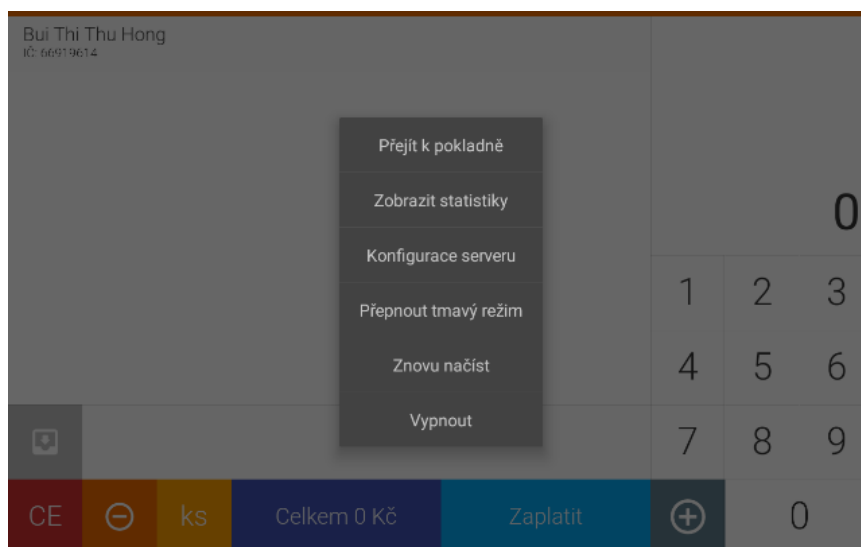 Bui Thi Thu Hong
IČ: 66919614
Přejít k pokladně
Zobrazit statistiky
Konfigurace serveru
Přepnout tmavý režim
Znovu načíst
Vypnout
0
1 2 3
4 5 6
7 8 9
CE ks Celkem 0 Kč Zaplatit 0